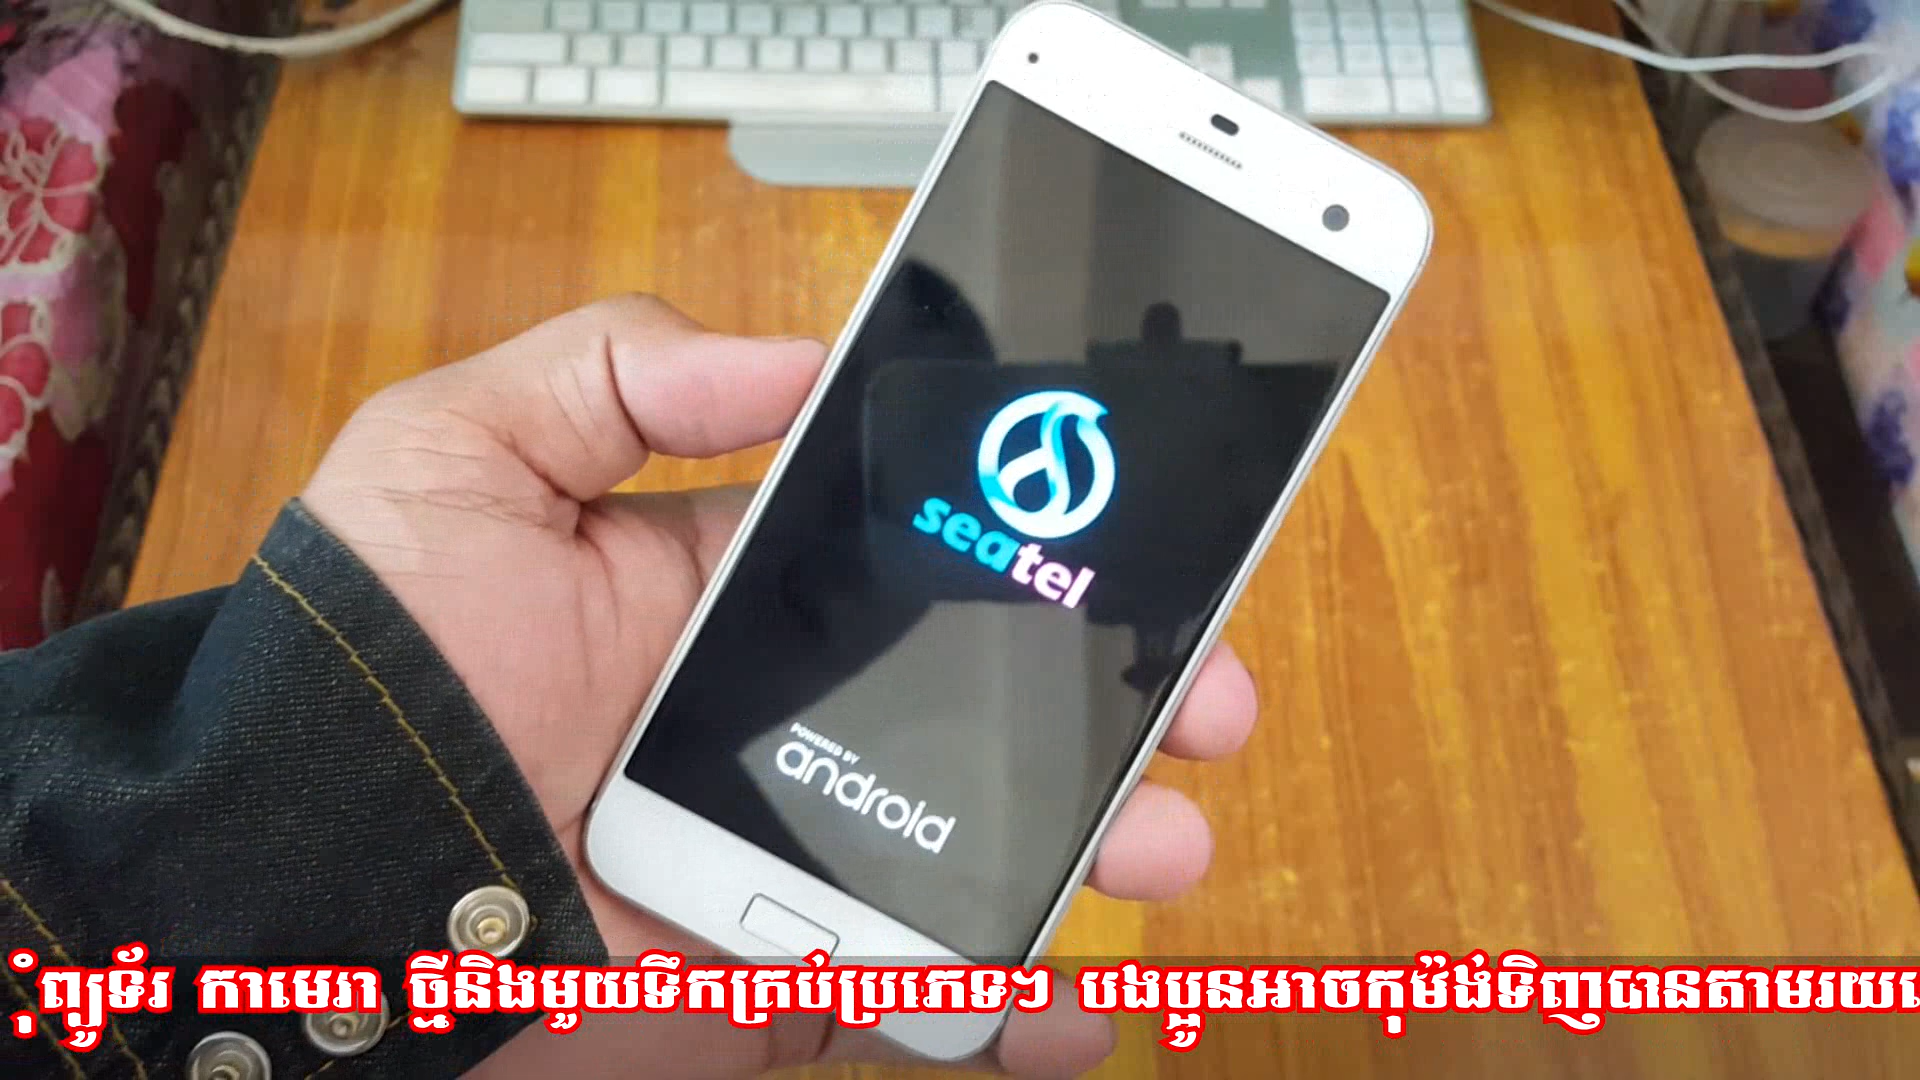 seatel
POWERED BY
android
ុំព្យូទ័រ កាមេរា ថ្មីនិងមួយទឹកគ្រប់ប្រភេទៗ បងប្អូនអាចកុម៉ង់ទិញបានតាមរយ